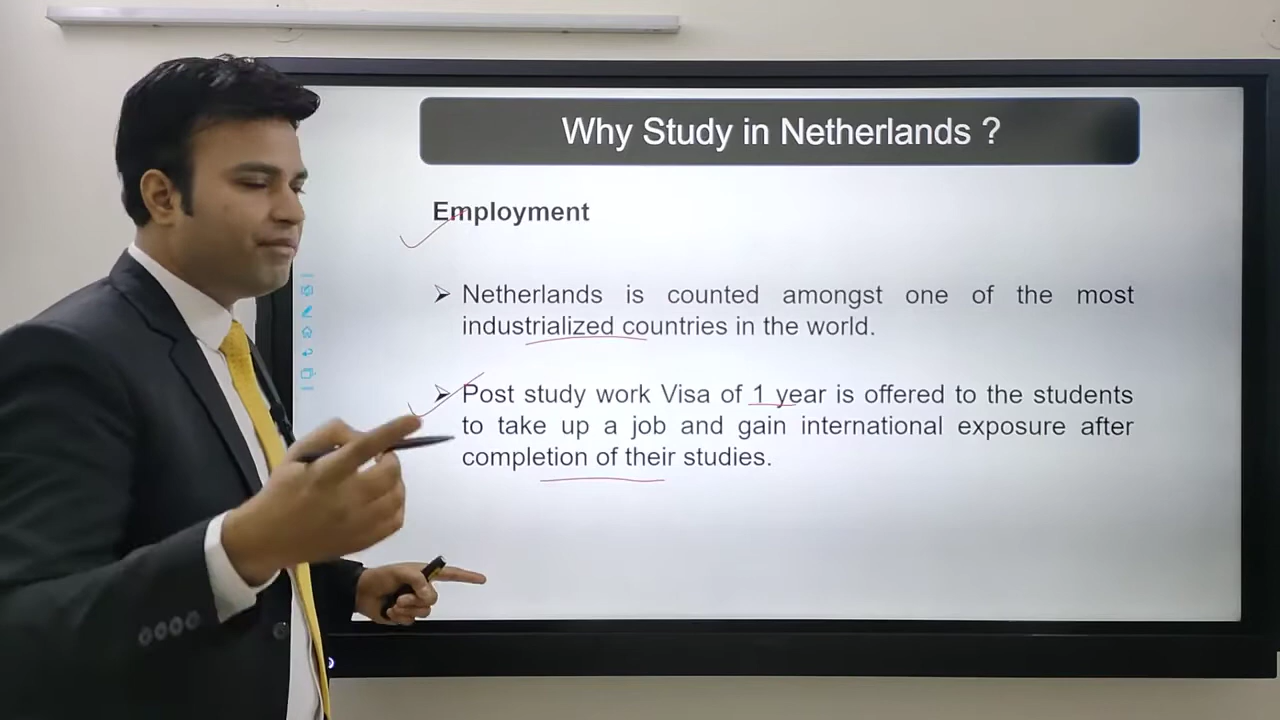 Why Study in Netherlands ?
Employment
➢ Netherlands is counted amongst one of the most
industrialized countries in the world.
➢ Post study work Visa of 1 year is offered to the students
to take up a job and gain international exposure after
completion of their studies.